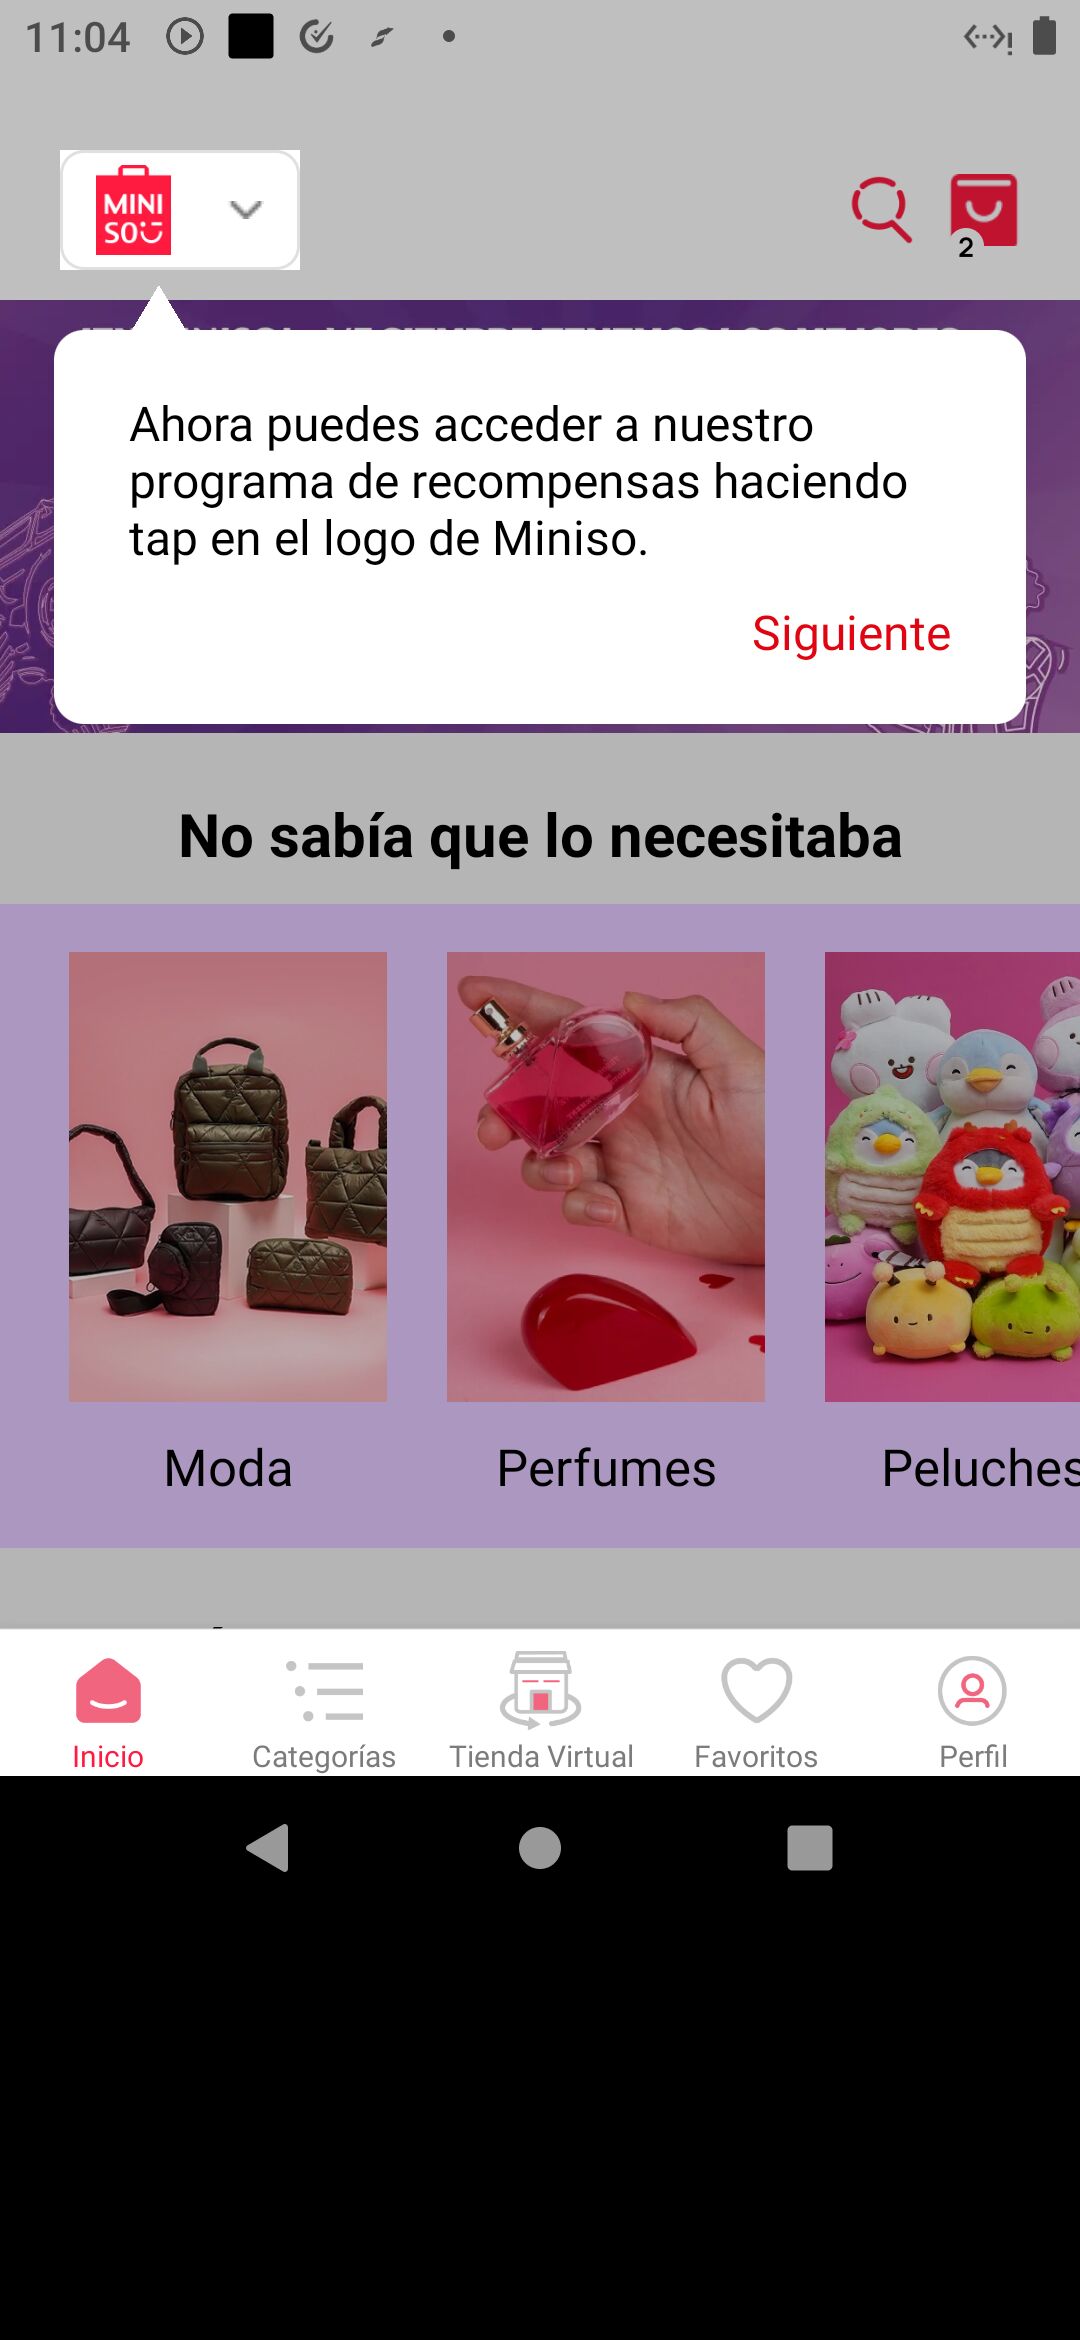 11:04
MINI
SO
2
Ahora puedes acceder a nuestro
programa de recompensas haciendo
tap en el logo de Miniso.
Siguiente
No sabía que lo necesitaba
Moda
Perfumes
Peluches
Inicio
Categorías
Tienda Virtual
Favoritos
Perfil